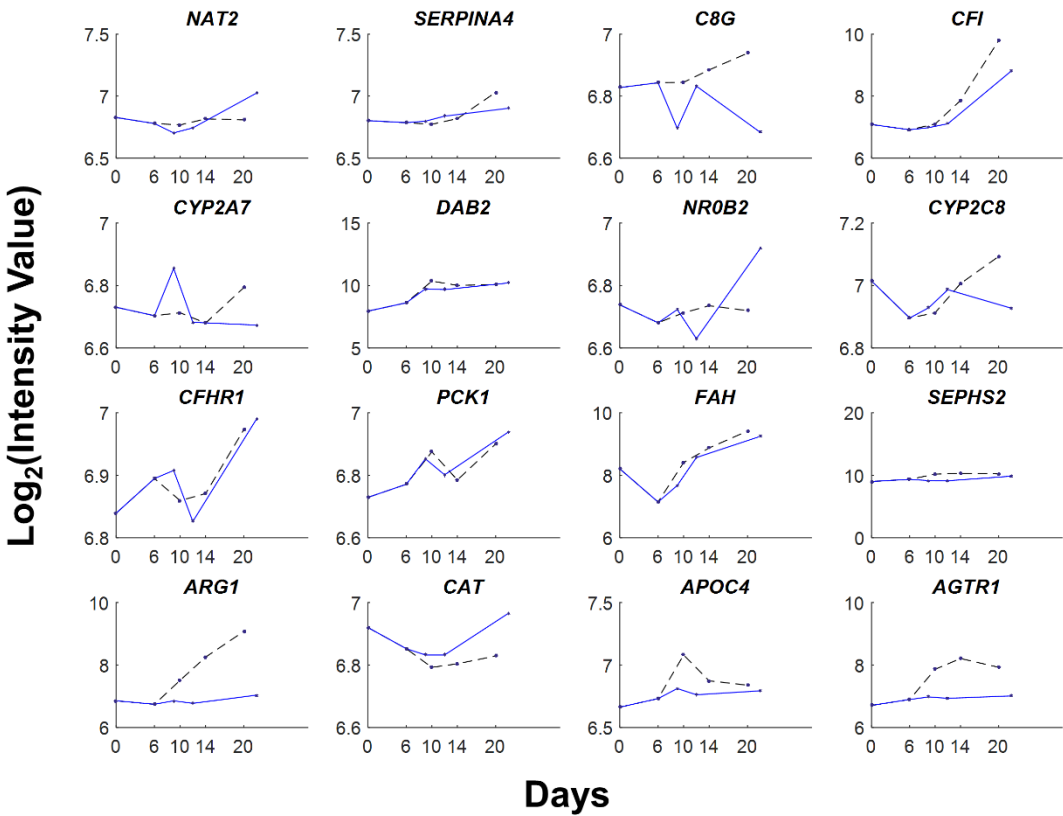 NAT2 SERPINA4 C8G CFI
7.5 7.5 7 10
7 7 6.8 8
6.5 6.5 6.6 6
0 6 10 14 20 0 6 10 14 20 0 6 10 14 20 0 6 10 14 20
CYP2A7 DAB2 NR0B2 CYP2C8
7 15 7 7.2
6.8 10 6.8 7
6.6 5 6.6 6.8
0 6 10 14 20 0 6 10 14 20 0 6 10 14 20 0 6 10 14 20
Log2(Intensity Value)
CFHR1 PCK1 FAH SEPHS2
7 7 10 20
6.9 6.8 8 10
6.8 6.6 6 0
0 6 10 14 20 0 6 10 14 20 0 6 10 14 20 0 6 10 14 20
ARG1 CAT APOC4 AGTR1
10 7 7.5 10
8 6.8 7 8
6 6.6 6.5 6
0 6 10 14 20 0 6 10 14 20 0 6 10 14 20 0 6 10 14 20
Days